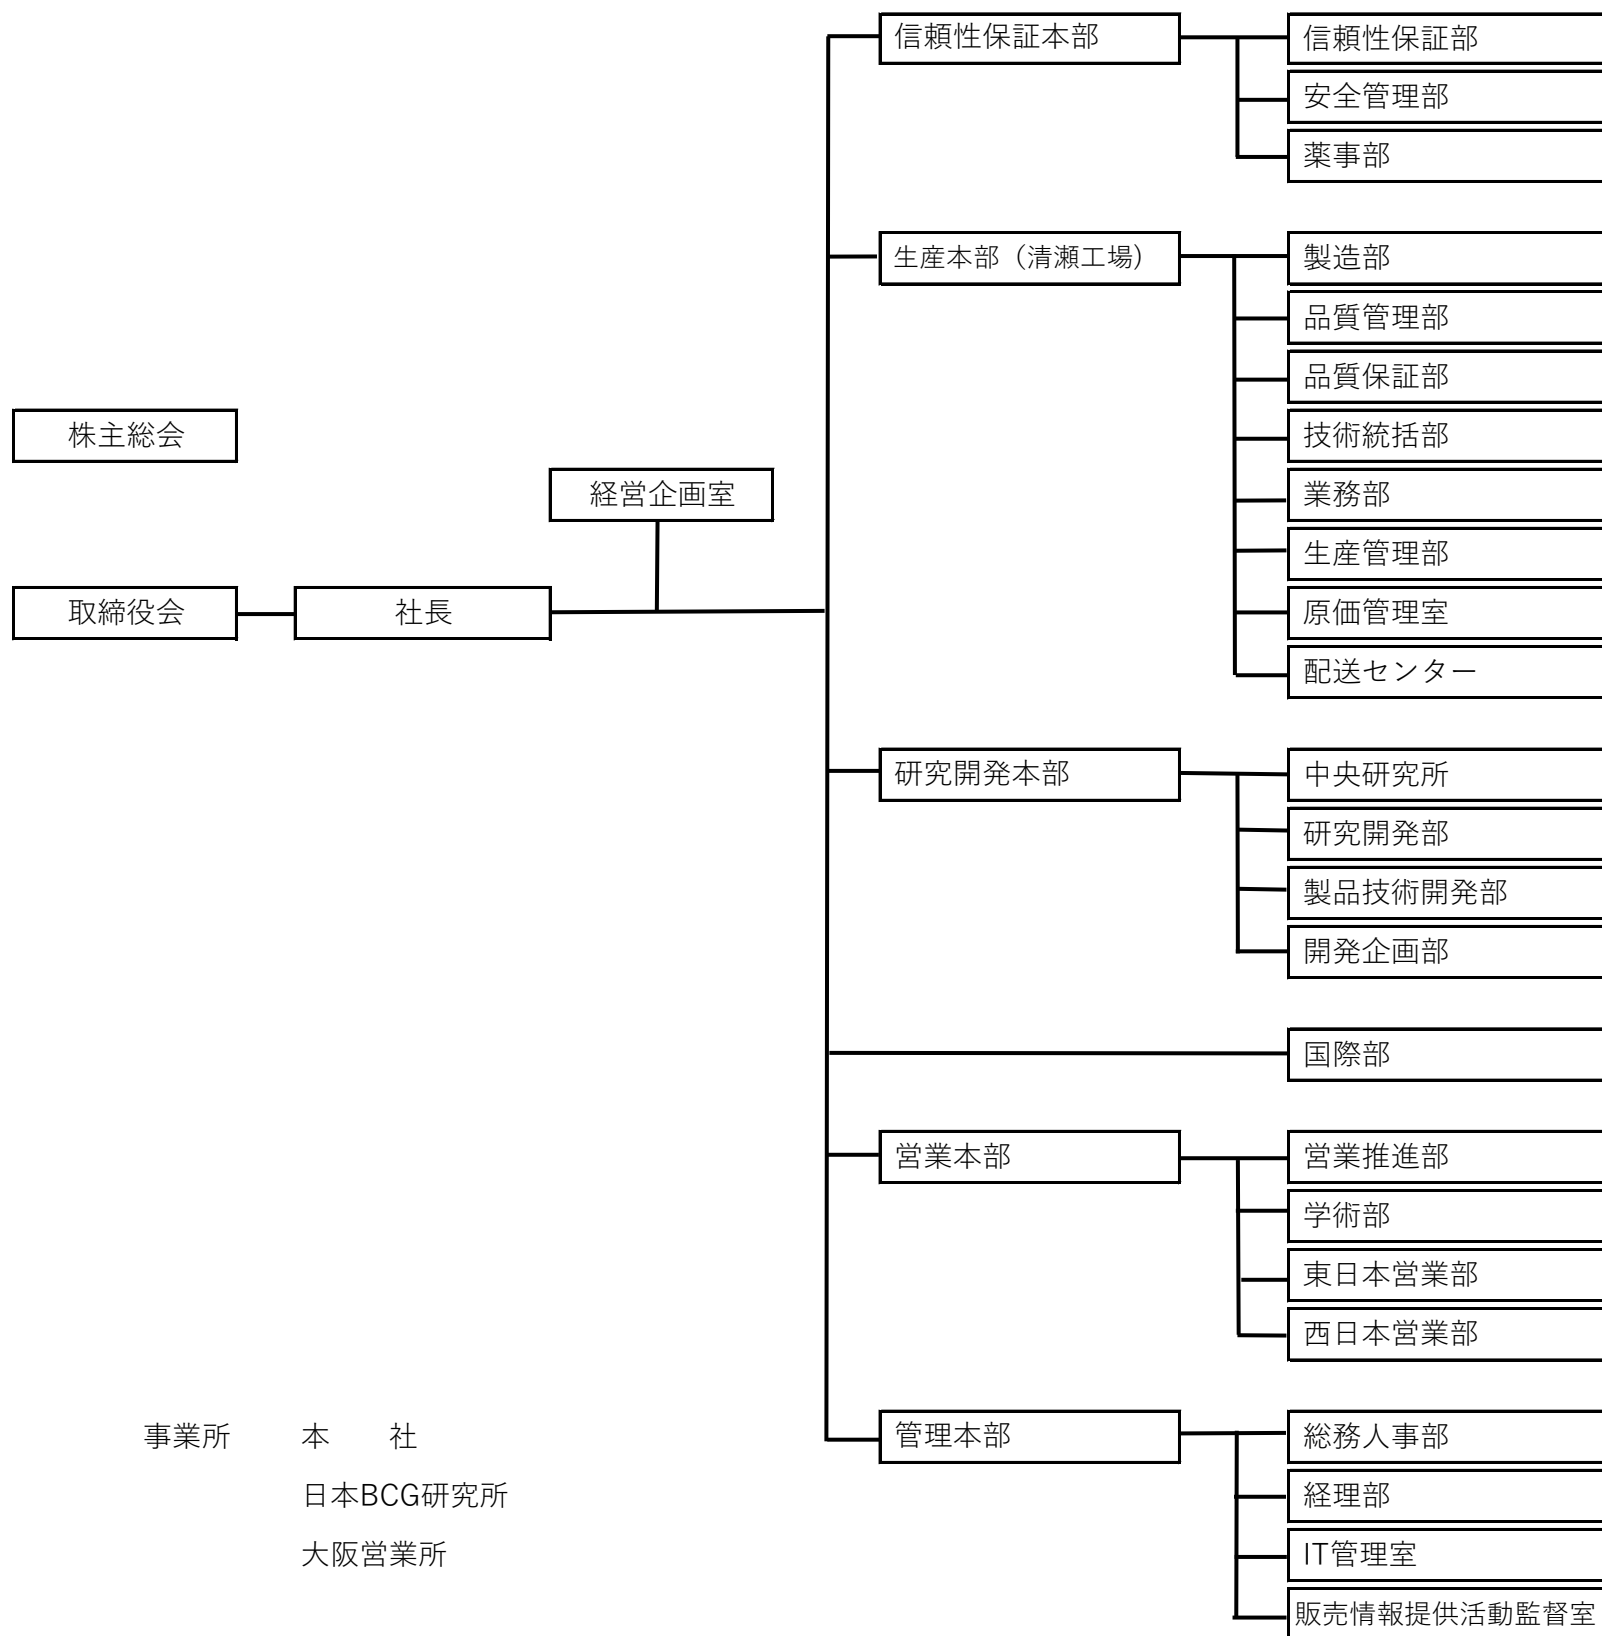 株主総会
取締役会
社長
経営企画室
信頼性保証本部
信頼性保証部
安全管理部
薬事部
生産本部（清瀬工場）
製造部
品質管理部
品質保証部
技術統括部
業務部
生産管理部
原価管理室
配送センター
研究開発本部
中央研究所
研究開発部
製品技術開発部
開発企画部
国際部
営業本部
営業推進部
学術部
東日本営業部
西日本営業部
管理本部
総務人事部
経理部
IT管理室
販売情報提供活動監督室
事業所　　本　　社
日本BCG研究所
大阪営業所